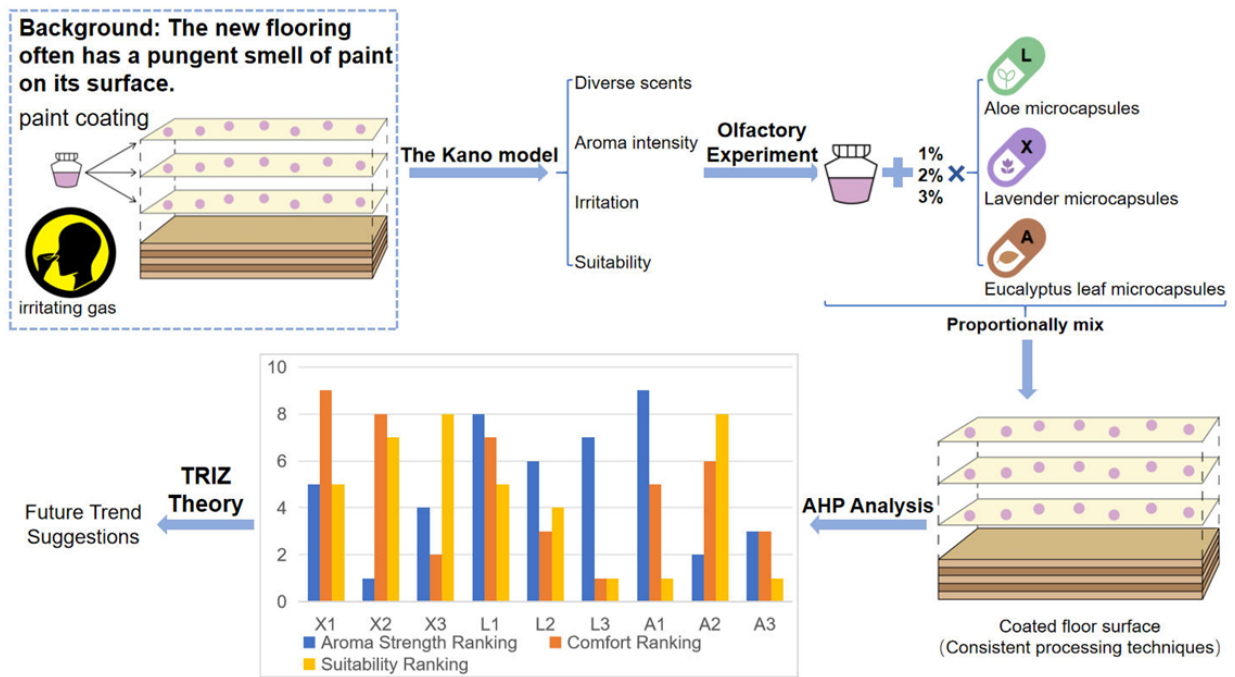 Background: The new flooring
often has a pungent smell of paint
on its surface.
paint coating
irritating gas
The Kano model
Diverse scents
Aroma intensity
Irritation
Suitability
Olfactory
Experiment
1%
2%
3%
L
Aloe microcapsules
X
Lavender microcapsules
A
Eucalyptus leaf microcapsules
Proportionally mix
Coated floor surface
(Consistent processing techniques)
AHP Analysis
10
8
6
4
2
0
X1 X2 X3 L1 L2 L3 A1 A2 A3
Aroma Strength Ranking Comfort Ranking
Suitability Ranking
TRIZ
Theory
Future Trend
Suggestions